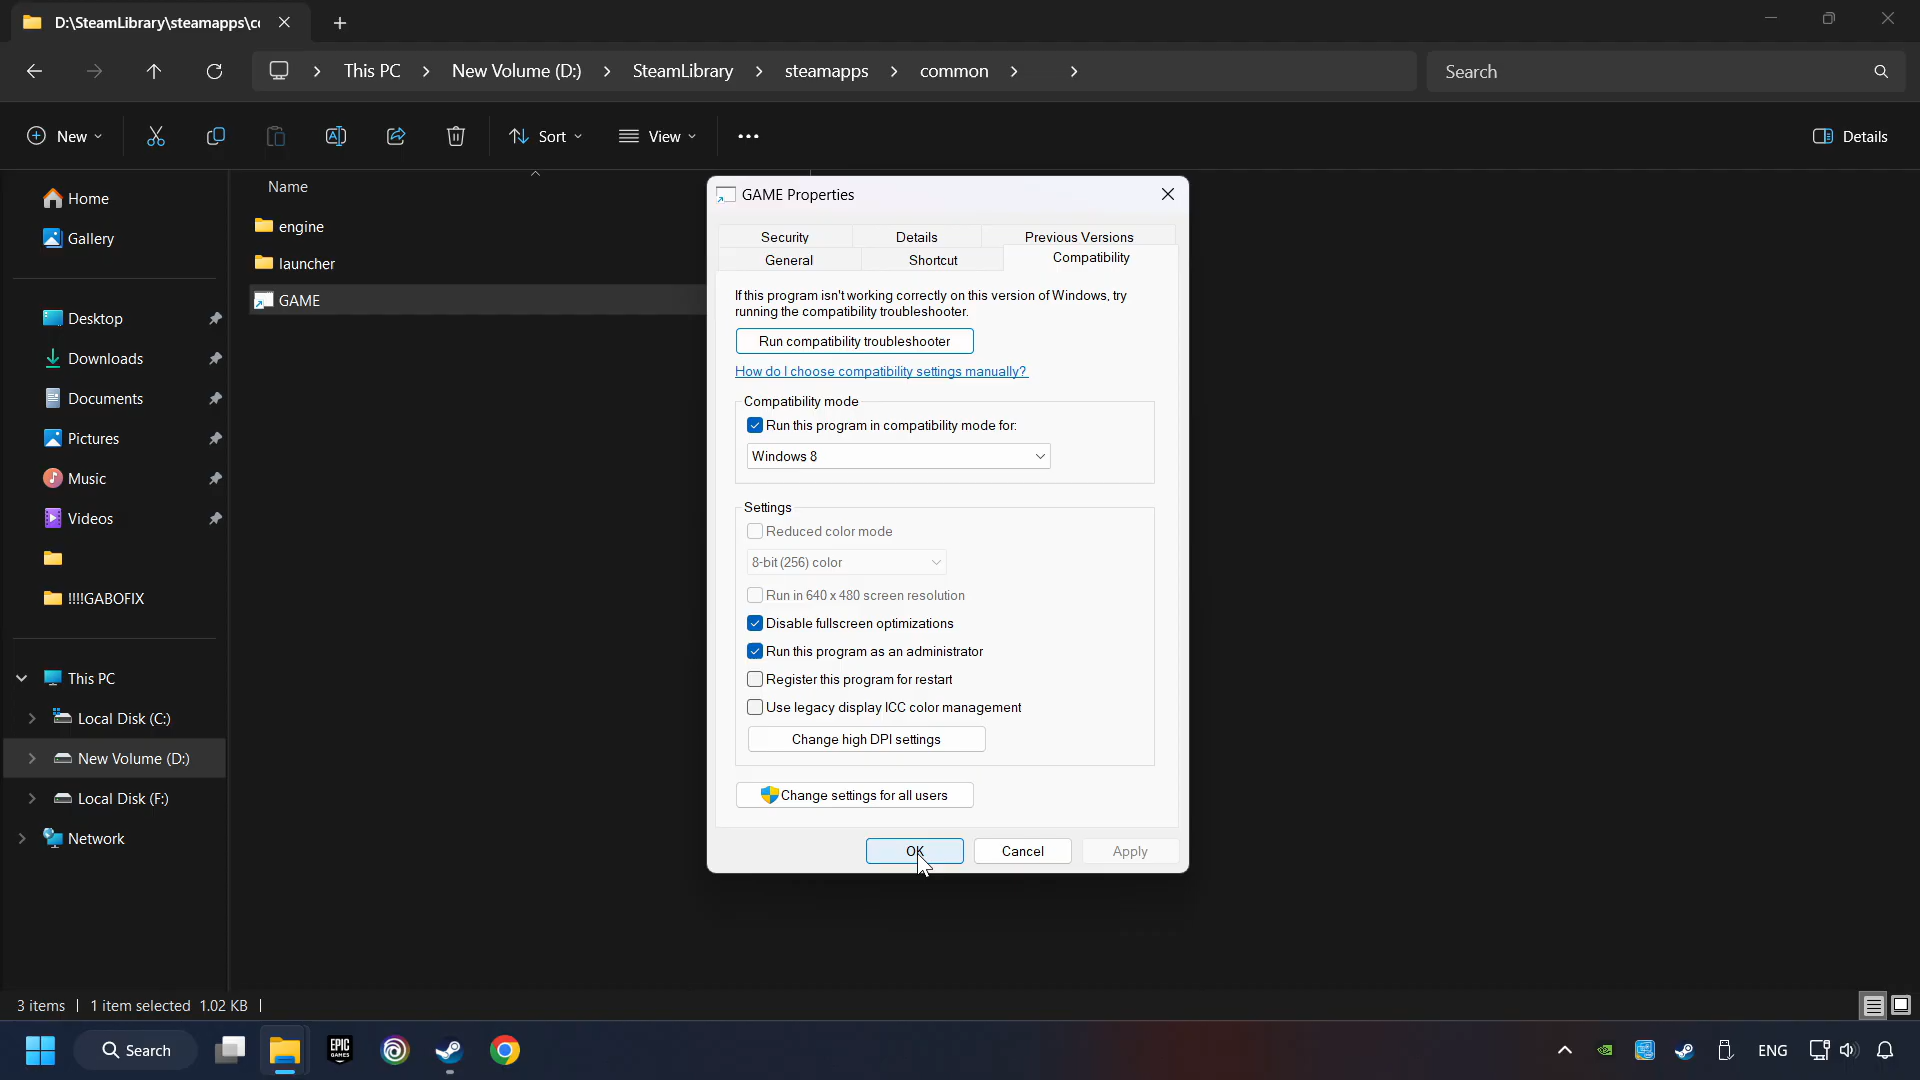 D:\SteamLibrary\steamapps\co
This PC
New Volume (D:)
SteamLibrary
steamapps
common
Search
New
Sort
View
Details
Name
engine
launcher
GAME
Home
Gallery
Desktop
Downloads
Documents
Pictures
Music
Videos
!!!!GABOFIX
This PC
Local Disk (C:)
New Volume (D:)
Local Disk (F:)
Network
GAME Properties
Security
Details
Previous Versions
General
Shortcut
Compatibility
If this program isn't working correctly on this version of Windows, try
running the compatibility troubleshooter.
Run compatibility troubleshooter
How do I choose compatibility settings manually?
Compatibility mode
Run this program in compatibility mode for:
Windows 8
Settings
Reduced color mode
8-bit (256) color
Run in 640 x 480 screen resolution
Disable fullscreen optimizations
Run this program as an administrator
Register this program for restart
Use legacy display ICC color management
Change high DPI settings
Change settings for all users
OK
Cancel
Apply
3 items
1 item selected 1.02 KB
Search
EPIC
GAMES
ENG